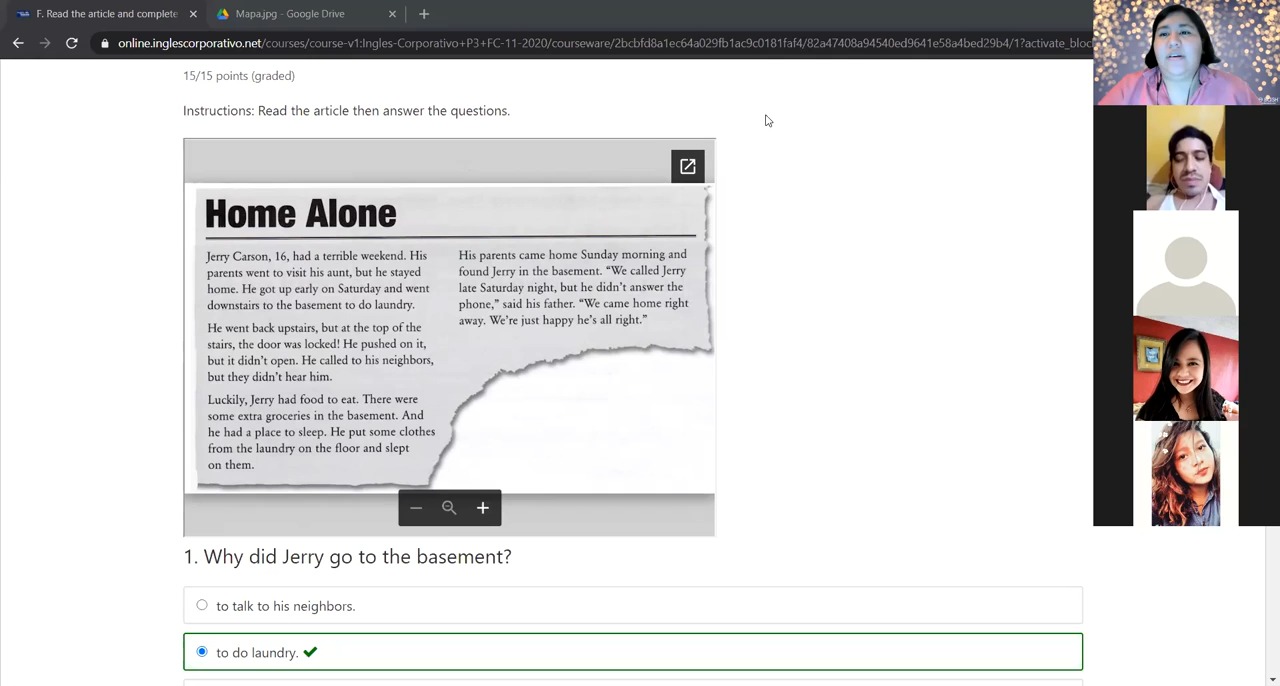 F. Read the article and complete
Mapa.jpg - Google Drive
online.inglescorporativo.net/courses/course-v1:Ingles-Corporativo+P3+FC-11-2020/courseware/2bcbfd8a1ec64a029fb1ac9c0181faf4/82a47408a94540ed9641e58a4bed29b4/1?activate_bloc
15/15 points (graded)
Instructions: Read the article then answer the questions.
Home Alone
Jerry Carson, 16, had a terrible weekend. His
parents went to visit his aunt, but he stayed
home. He got up early on Saturday and went
downstairs to the basement to do laundry.
He went back upstairs, but at the top of the
stairs, the door was locked! He pushed on it,
but it didn't open. He called to his neighbors,
but they didn't hear him.
Luckily, Jerry had food to eat. There were
some extra groceries in the basement. And
he had a place to sleep. He put some clothes
from the laundry on the floor and slept
on them.
His parents came home Sunday morning and
found Jerry in the basement. "We called Jerry
late Saturday night, but he didn't answer the
phone," said his father. "We came home right
away. We're just happy he's all right."
1. Why did Jerry go to the basement?
to talk to his neighbors.
to do laundry.